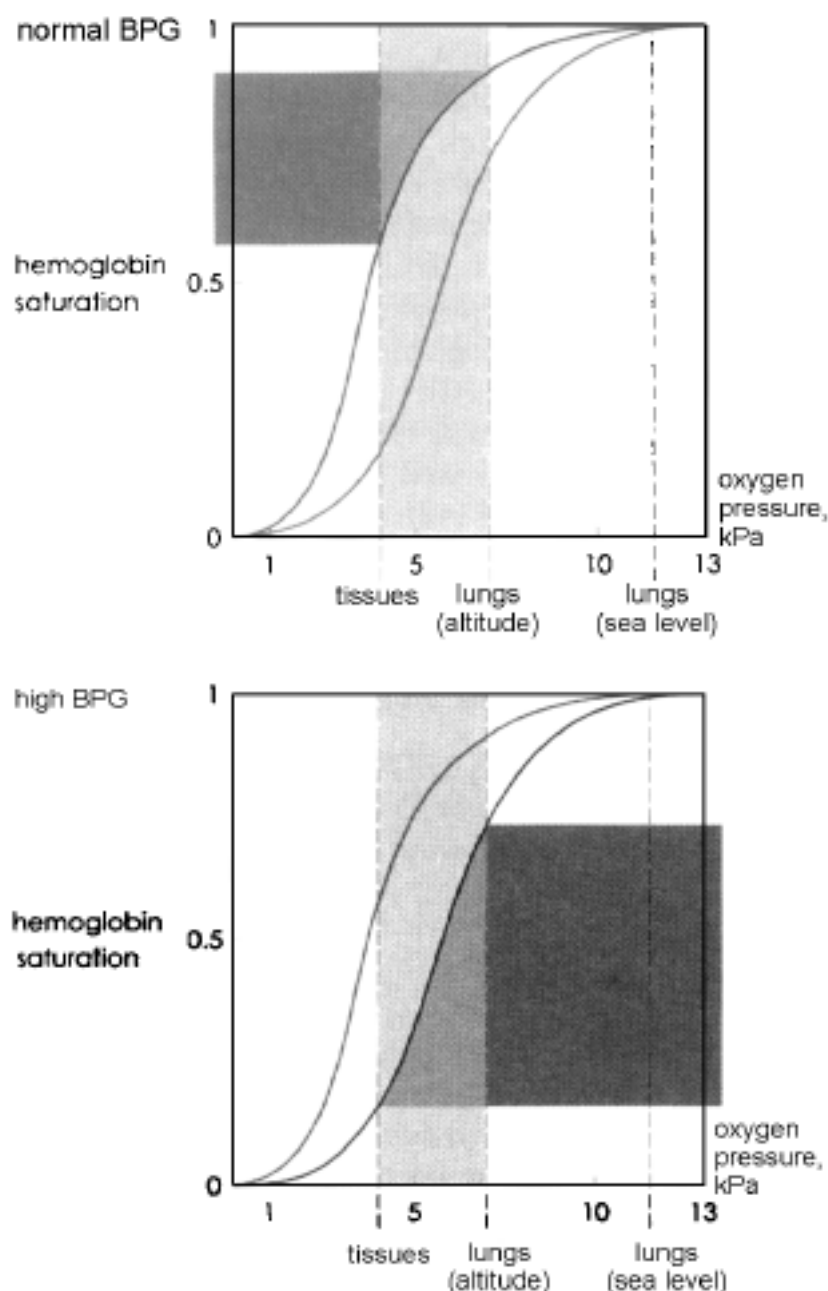 normal BPG
1
hemoglobin
saturation
0.5
oxygen
pressure,
kPa
0
1 5 10 13
tissues lungs lungs
(altitude) (sea level)
high BPG
1
hemoglobin
saturation
0.5
oxygen
pressure,
kPa
0
1 5 10 13
tissues lungs lungs
(altitude) (sea level)